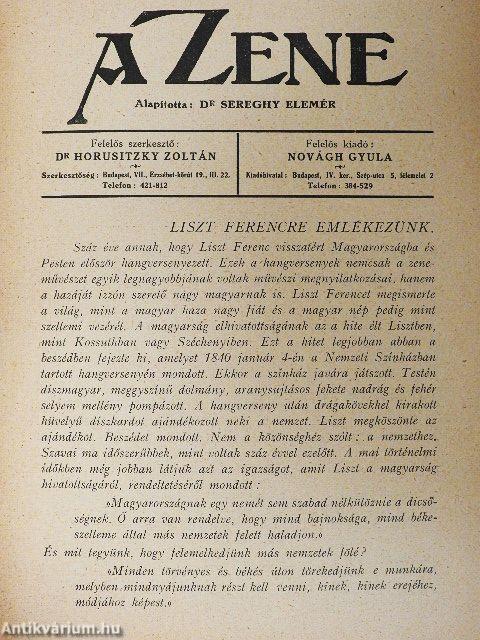 A ZENE
Alapította: DR SEREGHY ELEMÉR
Felelős szerkesztő:
DR HORUSITZKY ZOLTÁN
Szerkesztőség: Budapest, VII., Erzsébet-körút 19., III. 22.
Telefon: 421-812
Felelős kiadó:
NOVÁGH GYULA
Kiadóhivatal: Budapest, IV. ker., Szép-utca 5, félemelet 2
Telefon: 384-529
LISZT FERENCRE EMLÉKEZÜNK.
Száz éve annak, hogy Liszt Ferenc visszatért Magyarországba és
Pesten először hangversenyezett. Ezek a hangversenyek nemcsak a zene-
művészet egyik legnagyobbjának voltak művészi megnyilatkozásai, hanem
a hazáját izzón szerető nagy magyarnak is. Liszt Ferencet megismerte
a világ, mint a magyar haza nagy fiát és a magyar nép pedig mint
szellemi vezérét. A magyarság elhivatottságának az a hite élt Lisztben,
mint Kossuthban vagy Széchenyiben. Ezt a hitet legjobban abban a
beszédben fejezte ki, amelyet 1840 január 4-én a Nemzeti Színházban
tartott hangversenyén mondott. Ekkor a színház javára játszott. Testén
díszmagyar, meggyszínű dolmány, aranysujtásos fekete nadrág és fehér
selyem mellény pompázott. A hangverseny után drágakövekkel kirakott
hüvelyű díszkardot ajándékozott neki a nemzet. Liszt megköszönte az
ajándékot. Beszédet mondott. Nem a közönséghez szólt: a nemzethez.
Szavai ma időszerűbbek, mint voltak száz évvel ezelőtt. A mai történelmi
időkben még jobban látjuk azt az igazságot, amit Liszt a magyarság
hivatottságáról, rendeltetéséről mondott:
»Magyarországnak egy nemét sem szabad nélkülöznie a dicső-
ségnek. Ő arra van rendelve, hogy mind bajnoksága, mind béke-
szelleme által más nemzetek felett haladjon.»
És mit tegyünk, hogy felemelkedjünk más nemzetek fölé?
»Minden törvényes és békés úton törekedjünk e munkára,
melyben mindnyájunknak részt kell venni, kinek, kinek erejéhez,
módjához képest.»
Antikvárium.hu